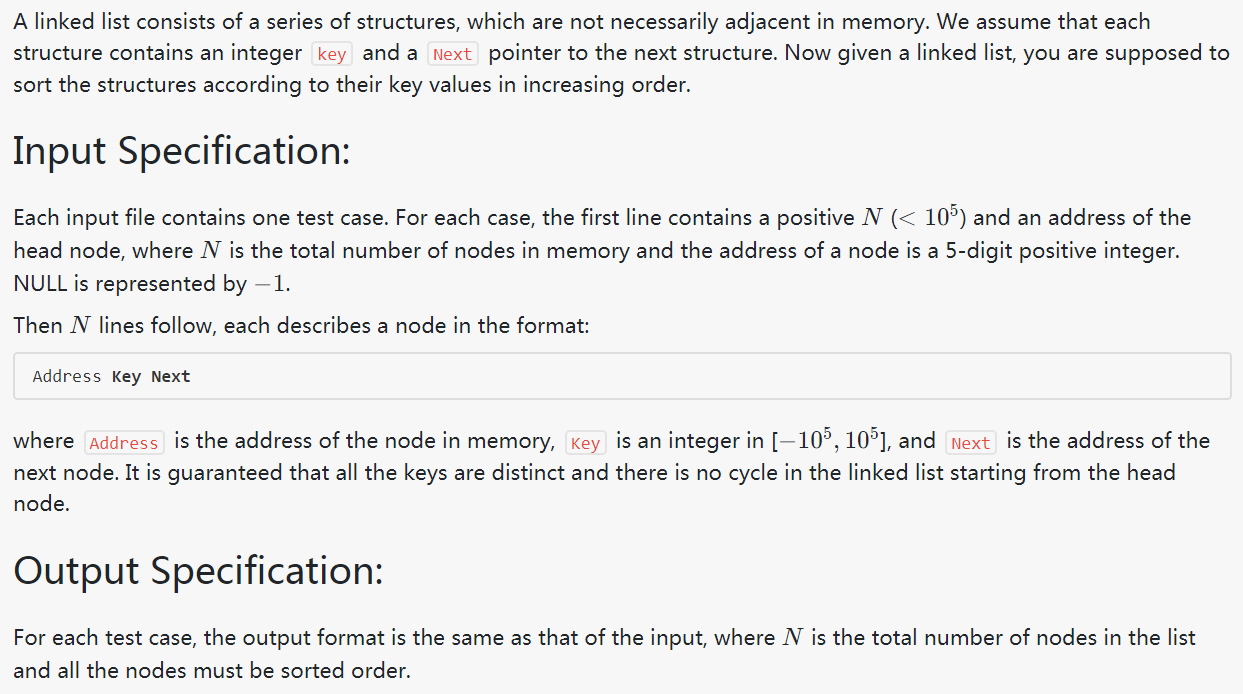 A linked list consists of a series of structures, which are not necessarily adjacent in memory. We assume that each
structure contains an integer key and a Next pointer to the next structure. Now given a linked list, you are supposed to
sort the structures according to their key values in increasing order.
Input Specification:
Each input file contains one test case. For each case, the first line contains a positive N (< 10⁵) and an address of the
head node, where N is the total number of nodes in memory and the address of a node is a 5-digit positive integer.
NULL is represented by −1.
Then N lines follow, each describes a node in the format:
Address Key Next
where Address is the address of the node in memory, Key is an integer in [−10⁵, 10⁵], and Next is the address of the
next node. It is guaranteed that all the keys are distinct and there is no cycle in the linked list starting from the head
node.
Output Specification:
For each test case, the output format is the same as that of the input, where N is the total number of nodes in the list
and all the nodes must be sorted order.